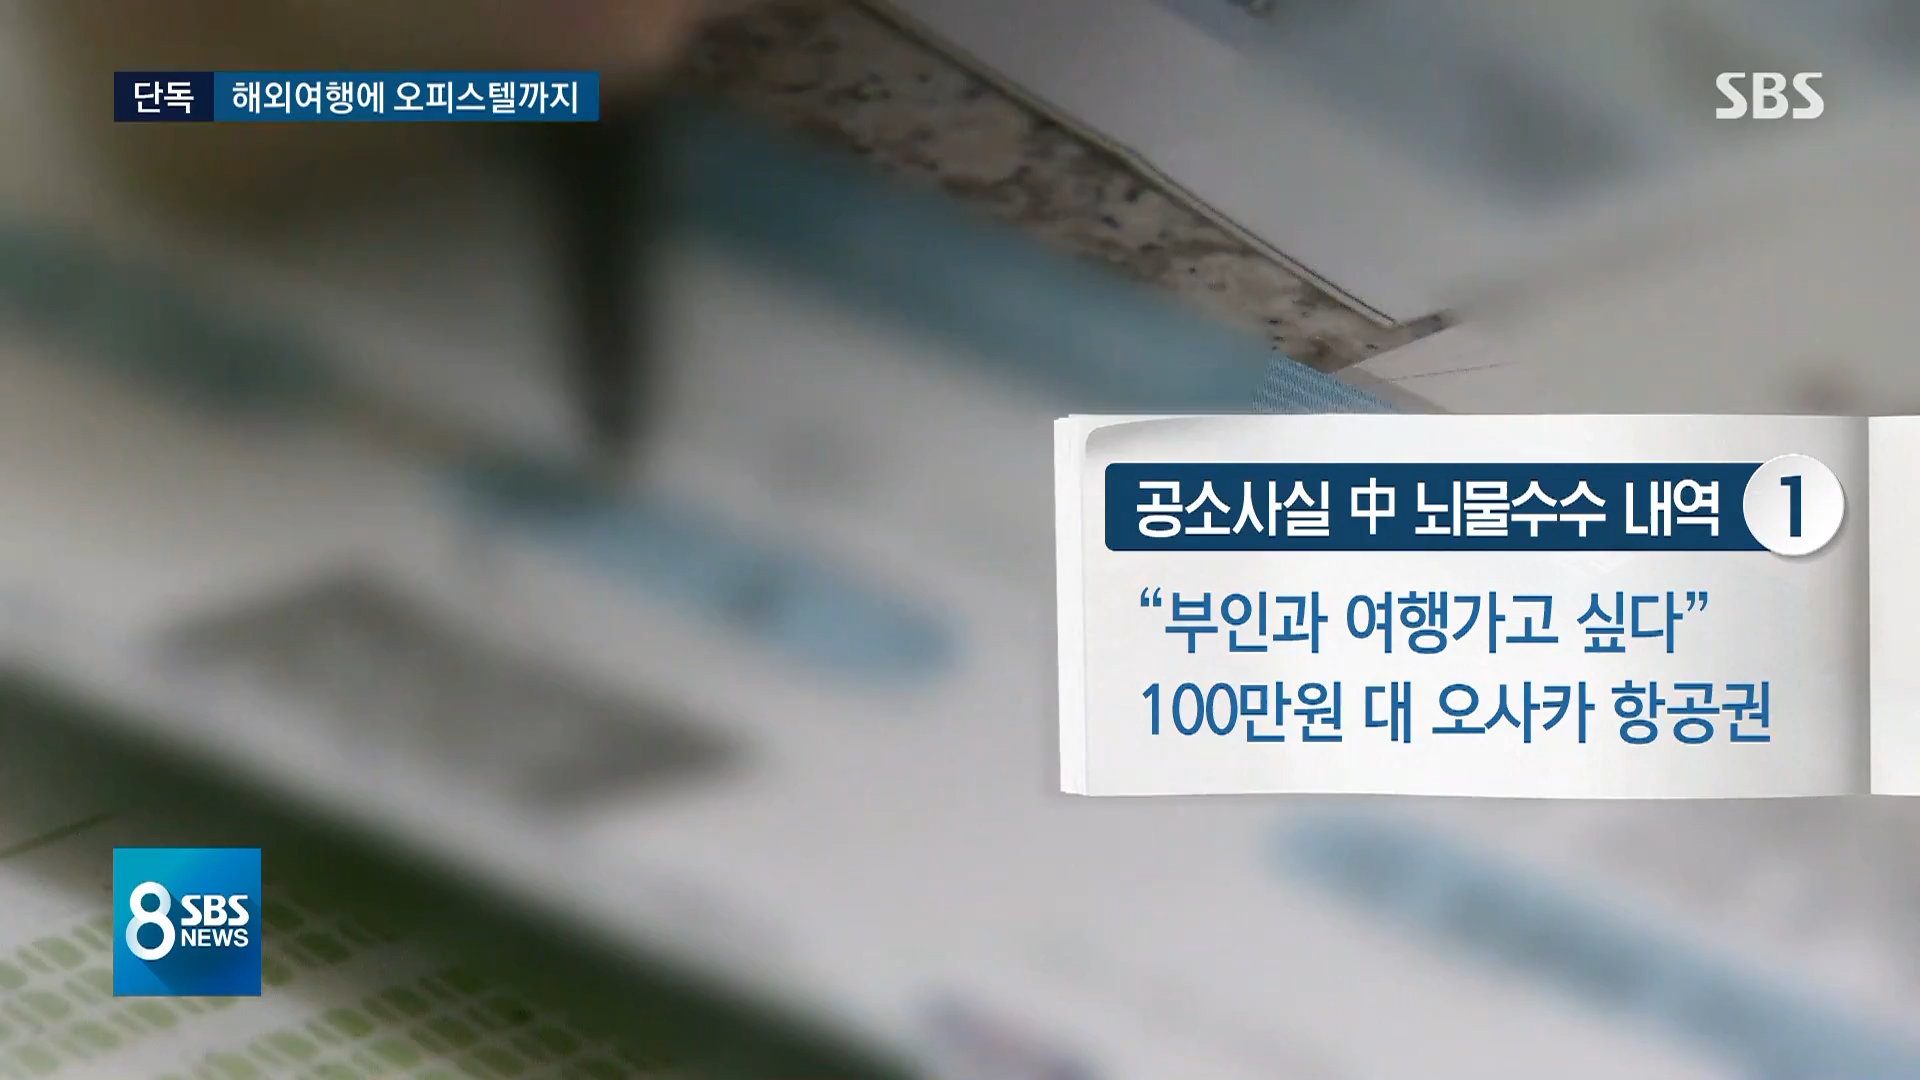 단독 해외여행에 오피스텔까지
SBS
공소사실 中 뇌물수수 내역 1
“부인과 여행가고 싶다”
100만원 대 오사카 항공권
8 SBS NEWS